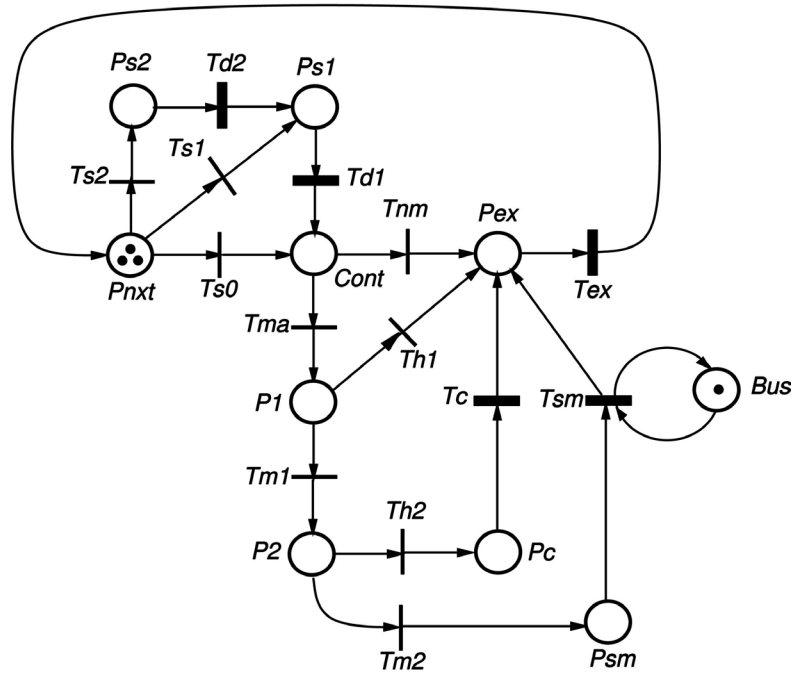 Ps2
Td2
Ps1
Ts1
Ts2
Td1
Tnm
Pex
Pnxt
Ts0
Cont
Tex
Tma
Th1
P1
Tc
Tsm
Bus
Tm1
Th2
P2
Pc
Tm2
Psm